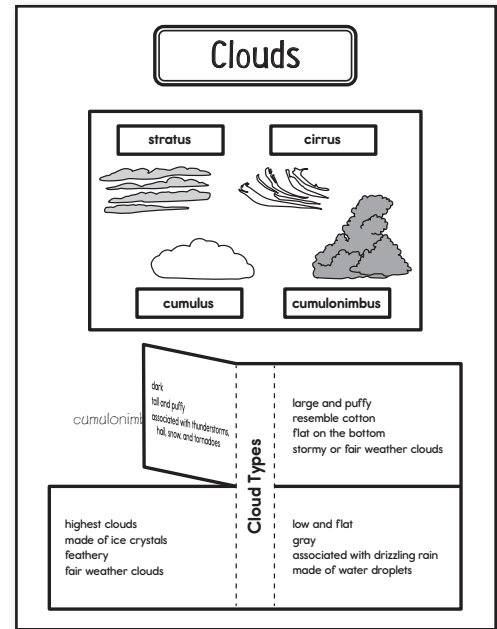 Clouds
stratus
cirrus
cumulus
cumulonimbus
dark
tall and puffy
associated with thunderstorms,
hail, snow, and tornadoes
cumulonimb
Cloud Types
large and puffy
resemble cotton
flat on the bottom
stormy or fair weather clouds
highest clouds
made of ice crystals
feathery
fair weather clouds
low and flat
gray
associated with drizzling rain
made of water droplets